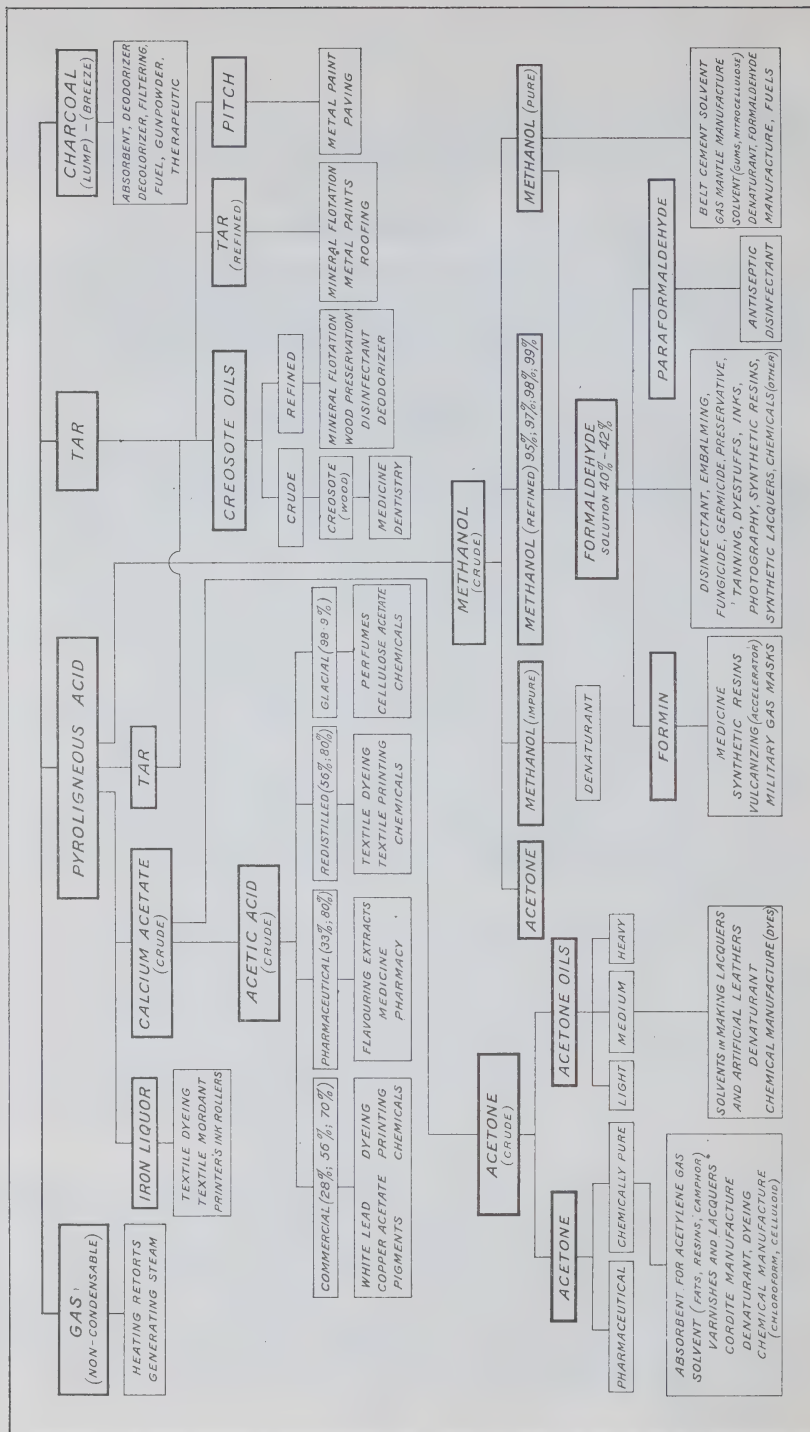 GAS
(NON-CONDENSABLE)
HEATING RETORTS
GENERATING STEAM
PYROLIGNEOUS ACID
TAR
CHARCOAL
(LUMP) - (BREEZE)
ABSORBENT, DEODORIZER
DECOLORIZER, FILTERING,
FUEL, GUNPOWDER,
THERAPEUTIC
IRON LIQUOR
TEXTILE DYEING
TEXTILE MORDANT
PRINTER'S INK ROLLERS
CALCIUM ACETATE
(CRUDE)
TAR
CREOSOTE OILS
CRUDE
REFINED
CREOSOTE
(WOOD)
MEDICINE
DENTISTRY
MINERAL FLOTATION
WOOD PRESERVATION
DISINFECTANT
DEODORIZER
TAR
(REFINED)
MINERAL FLOTATION
METAL PAINTS
ROOFING
PITCH
METAL PAINT
PAVING
ACETIC ACID
(CRUDE)
COMMERCIAL (28%; 56%; 70%)
WHITE LEAD DYEING
COPPER ACETATE PRINTING
PIGMENTS CHEMICALS
PHARMACEUTICAL (33%; 80%)
FLAVOURING EXTRACTS
MEDICINE
PHARMACY
REDISTILLED (56%; 80%)
TEXTILE DYEING
TEXTILE PRINTING
CHEMICALS
GLACIAL (98·9%)
PERFUMES
CELLULOSE ACETATE
CHEMICALS
ACETONE
(CRUDE)
ACETONE
PHARMACEUTICAL
CHEMICALLY PURE
ABSORBENT FOR ACETYLENE GAS
SOLVENT (FATS, RESINS, CAMPHOR)
VARNISHES AND LACQUERS
CORDITE MANUFACTURE
DENATURANT, DYEING
CHEMICAL MANUFACTURE
(CHLOROFORM, CELLULOID)
ACETONE OILS
LIGHT
MEDIUM
HEAVY
SOLVENTS IN MAKING LACQUERS
AND ARTIFICIAL LEATHERS
DENATURANT
CHEMICAL MANUFACTURE (DYES)
METHANOL
(CRUDE)
ACETONE
METHANOL (IMPURE)
DENATURANT
METHANOL (REFINED) 95%; 97%; 98%; 99%
METHANOL (PURE)
FORMALDEHYDE
SOLUTION 40%-42%
FORMIN
MEDICINE
SYNTHETIC RESINS
VULCANIZING (ACCELERATOR)
MILITARY GAS MASKS
DISINFECTANT, EMBALMING,
FUNGICIDE, GERMICIDE, PRESERVATIVE,
TANNING, DYESTUFFS, INKS,
PHOTOGRAPHY, SYNTHETIC RESINS,
SYNTHETIC LACQUERS, CHEMICALS (OTHER)
PARAFORMALDEHYDE
ANTISEPTIC
DISINFECTANT
BELT CEMENT SOLVENT
GAS MANTLE MANUFACTURE
SOLVENT (GUMS, NITROCELLULOSE)
DENATURANT, FORMALDEHYDE
MANUFACTURE, FUELS